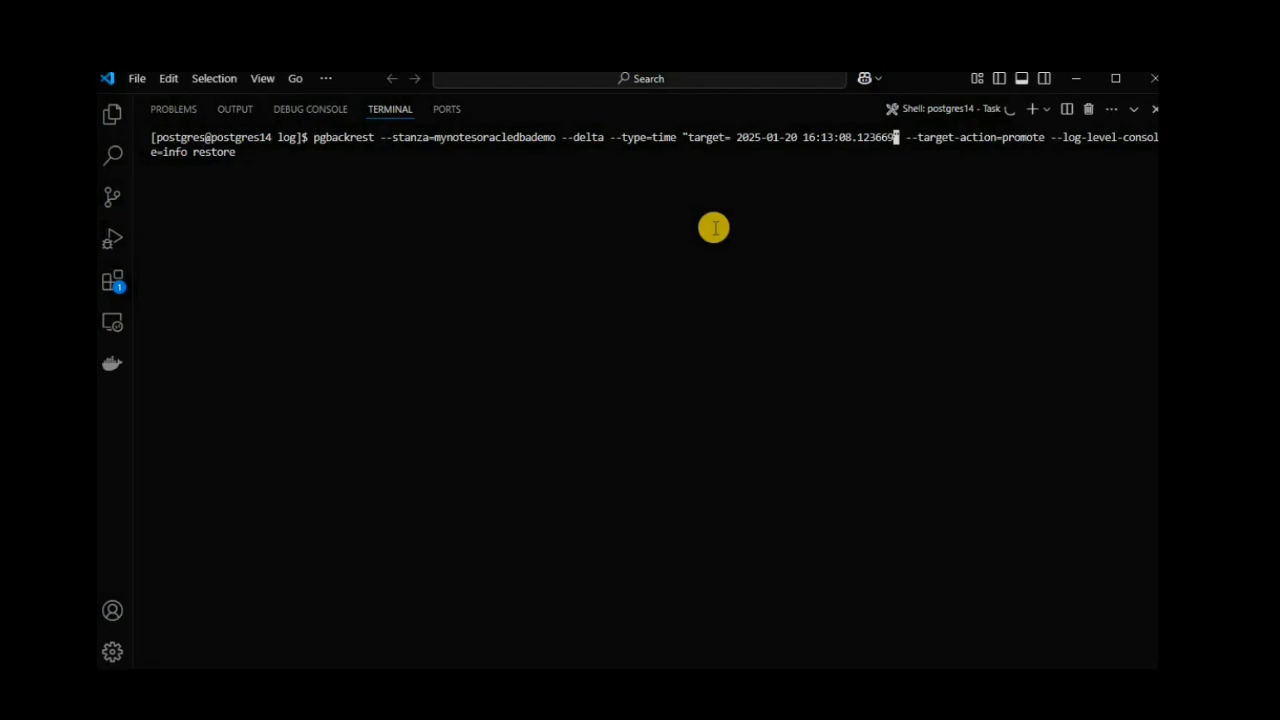 File Edit Selection View Go ··· Search
PROBLEMS OUTPUT DEBUG CONSOLE TERMINAL PORTS Shell: postgres14 - Task
[postgres@postgres14 log]$ pgbackrest --stanza=mynotesoracledbademo --delta --type=time "target= 2025-01-20 16:13:08.123669" --target-action=promote --log-level-consol
e=info restore
1